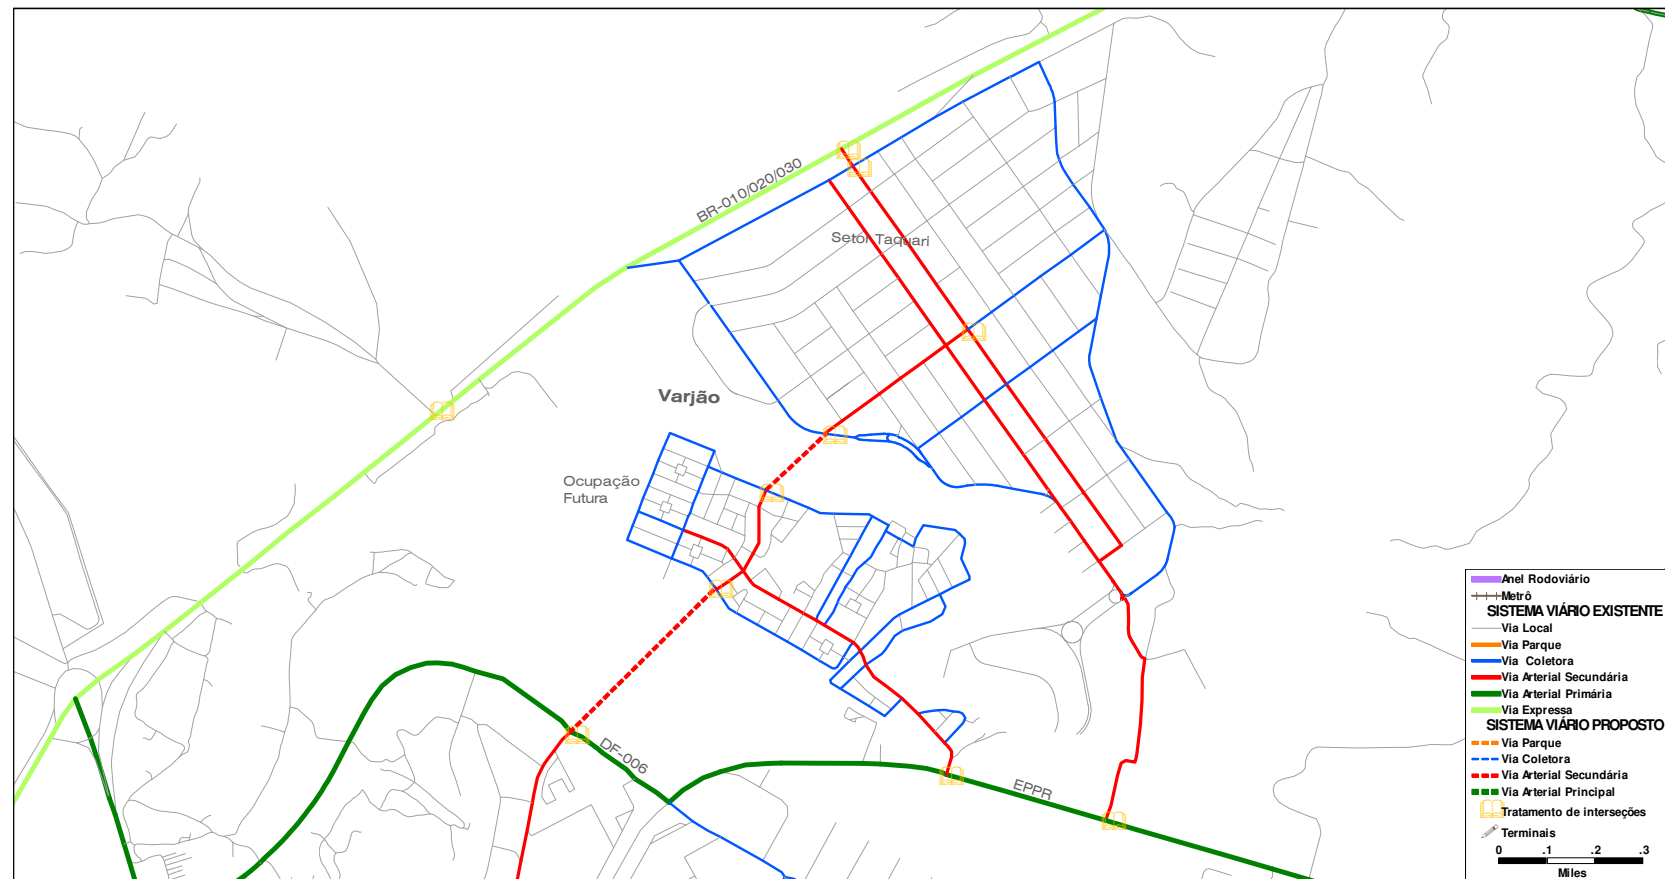 BR-010/020/030
Setor Taquari
Varjão
Ocupação
Futura
DF-006
EPPR
Anel Rodoviário
Metrô
SISTEMA VIÁRIO EXISTENTE
Via Local
Via Parque
Via Coletora
Via Arterial Secundária
Via Arterial Primária
Via Expressa
SISTEMA VIÁRIO PROPOSTO
Via Parque
Via Coletora
Via Arterial Secundária
Via Arterial Principal
Tratamento de interseções
Terminais
0 .1 .2 .3
Miles